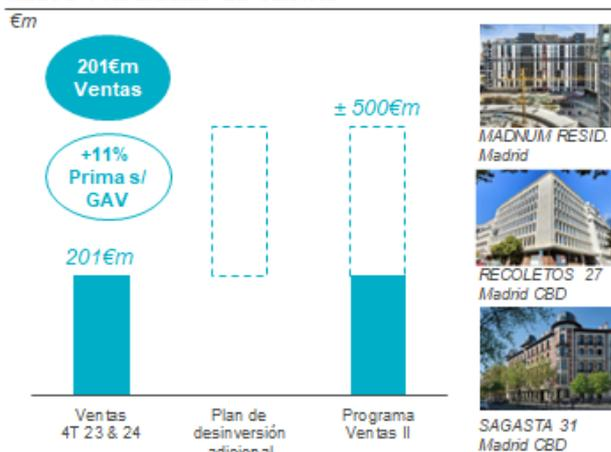 €m
201€m
Ventas
+11%
Prima s/
GAV
201€m
± 500€m
Ventas
4T 23 & 24
Plan de
desinversión
adicional
Programa
Ventas II
MADNUM RESID.
Madrid
RECOLETOS 27
Madrid CBD
SAGASTA 31
Madrid CBD